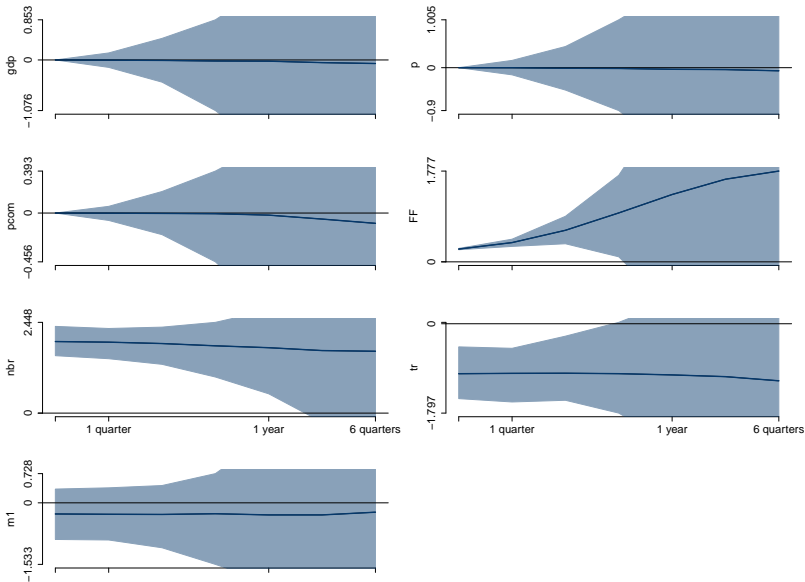 0.853
0
−1.076
gdp
1.005
0
−0.9
p
0.393
0
−0.456
pcom
1.777
0
FF
2.448
0
nbr
1 quarter
1 year
6 quarters
0
−1.797
tr
1 quarter
1 year
6 quarters
0.728
0
−1.533
m1